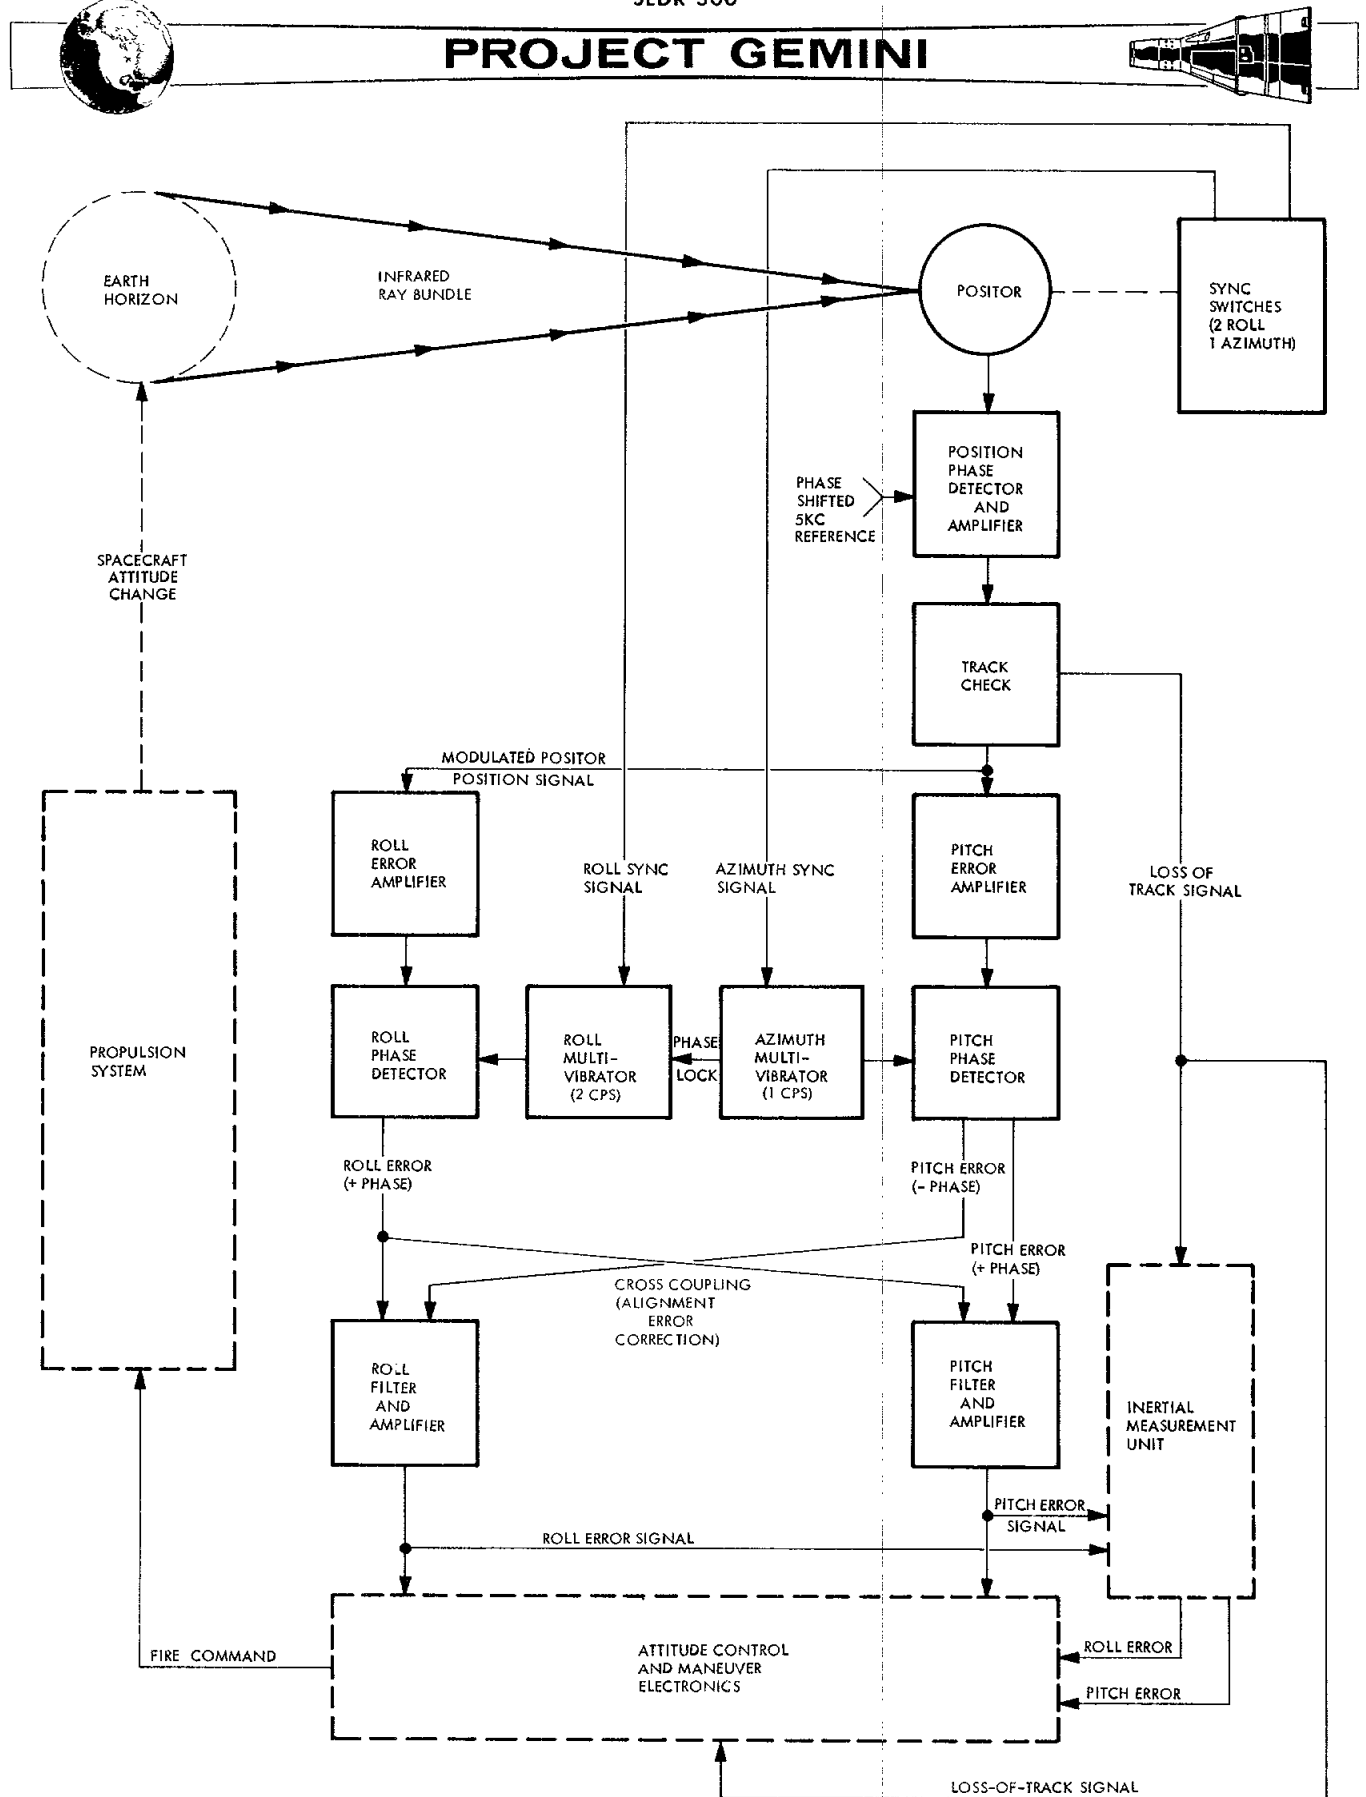 PROJECT GEMINI
EARTH
HORIZON
INFRARED
RAY BUNDLE
POSITOR
SYNC
SWITCHES
(2 ROLL
1 AZIMUTH)
POSITION
PHASE
DETECTOR
AND
AMPLIFIER
PHASE
SHIFTED
5KC
REFERENCE
SPACECRAFT
ATTITUDE
CHANGE
TRACK
CHECK
MODULATED POSITOR
POSITION SIGNAL
ROLL
ERROR
AMPLIFIER
ROLL SYNC
SIGNAL
AZIMUTH SYNC
SIGNAL
PITCH
ERROR
AMPLIFIER
LOSS OF
TRACK SIGNAL
PROPULSION
SYSTEM
ROLL
PHASE
DETECTOR
ROLL
MULTI-
VIBRATOR
(2 CPS)
PHASE
LOCK
AZIMUTH
MULTI-
VIBRATOR
(1 CPS)
PITCH
PHASE
DETECTOR
ROLL ERROR
(+ PHASE)
PITCH ERROR
(- PHASE)
PITCH ERROR
(+ PHASE)
CROSS COUPLING
(ALIGNMENT
ERROR
CORRECTION)
ROLL
FILTER
AND
AMPLIFIER
PITCH
FILTER
AND
AMPLIFIER
INERTIAL
MEASUREMENT
UNIT
PITCH ERROR
SIGNAL
ROLL ERROR SIGNAL
FIRE COMMAND
ATTITUDE CONTROL
AND MANEUVER
ELECTRONICS
ROLL ERROR
PITCH ERROR
LOSS-OF-TRACK SIGNAL